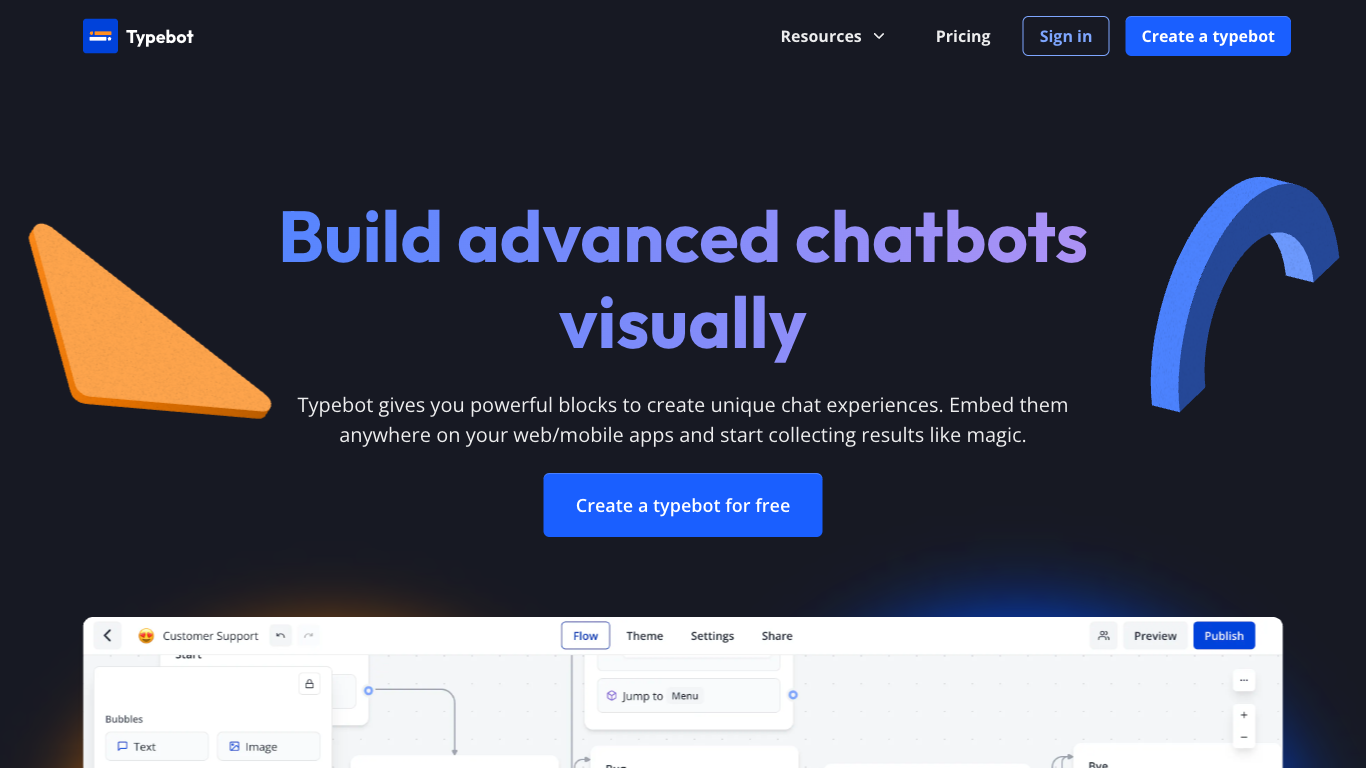 Typebot
Resources
Pricing
Sign in
Create a typebot
Build advanced chatbots
visually
Typebot gives you powerful blocks to create unique chat experiences. Embed them
anywhere on your web/mobile apps and start collecting results like magic.
Create a typebot for free
Customer Support
Flow
Theme
Settings
Share
Preview
Publish
Start
Jump to Menu
Bubbles
Text
Image
Bye